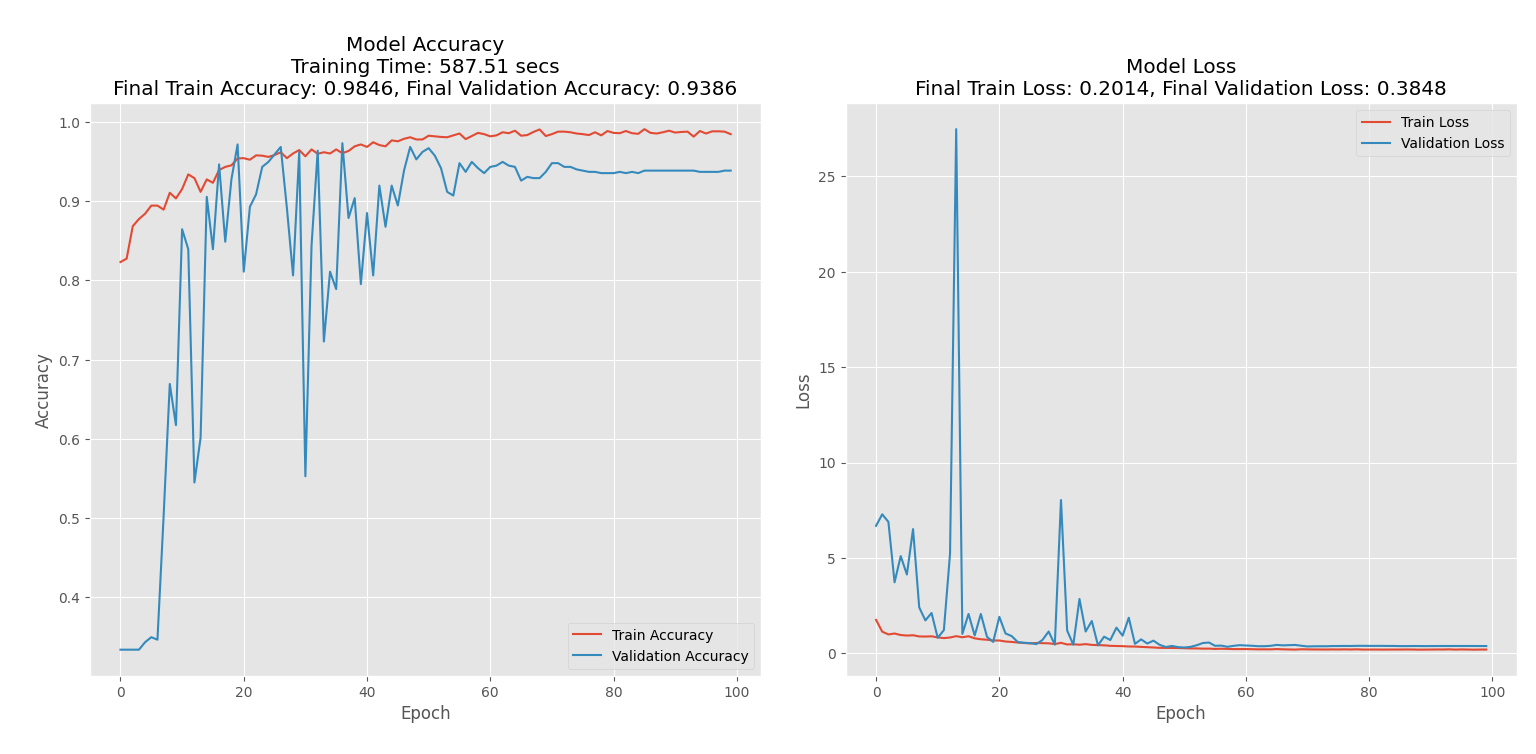 Model Accuracy
Training Time: 587.51 secs
Final Train Accuracy: 0.9846, Final Validation Accuracy: 0.9386
1.0
0.9
0.8
0.7
0.6
0.5
0.4
Accuracy
0
20
40
60
80
100
Epoch
Train Accuracy
Validation Accuracy
Model Loss
Final Train Loss: 0.2014, Final Validation Loss: 0.3848
25
20
15
10
5
0
Loss
0
20
40
60
80
100
Epoch
Train Loss
Validation Loss